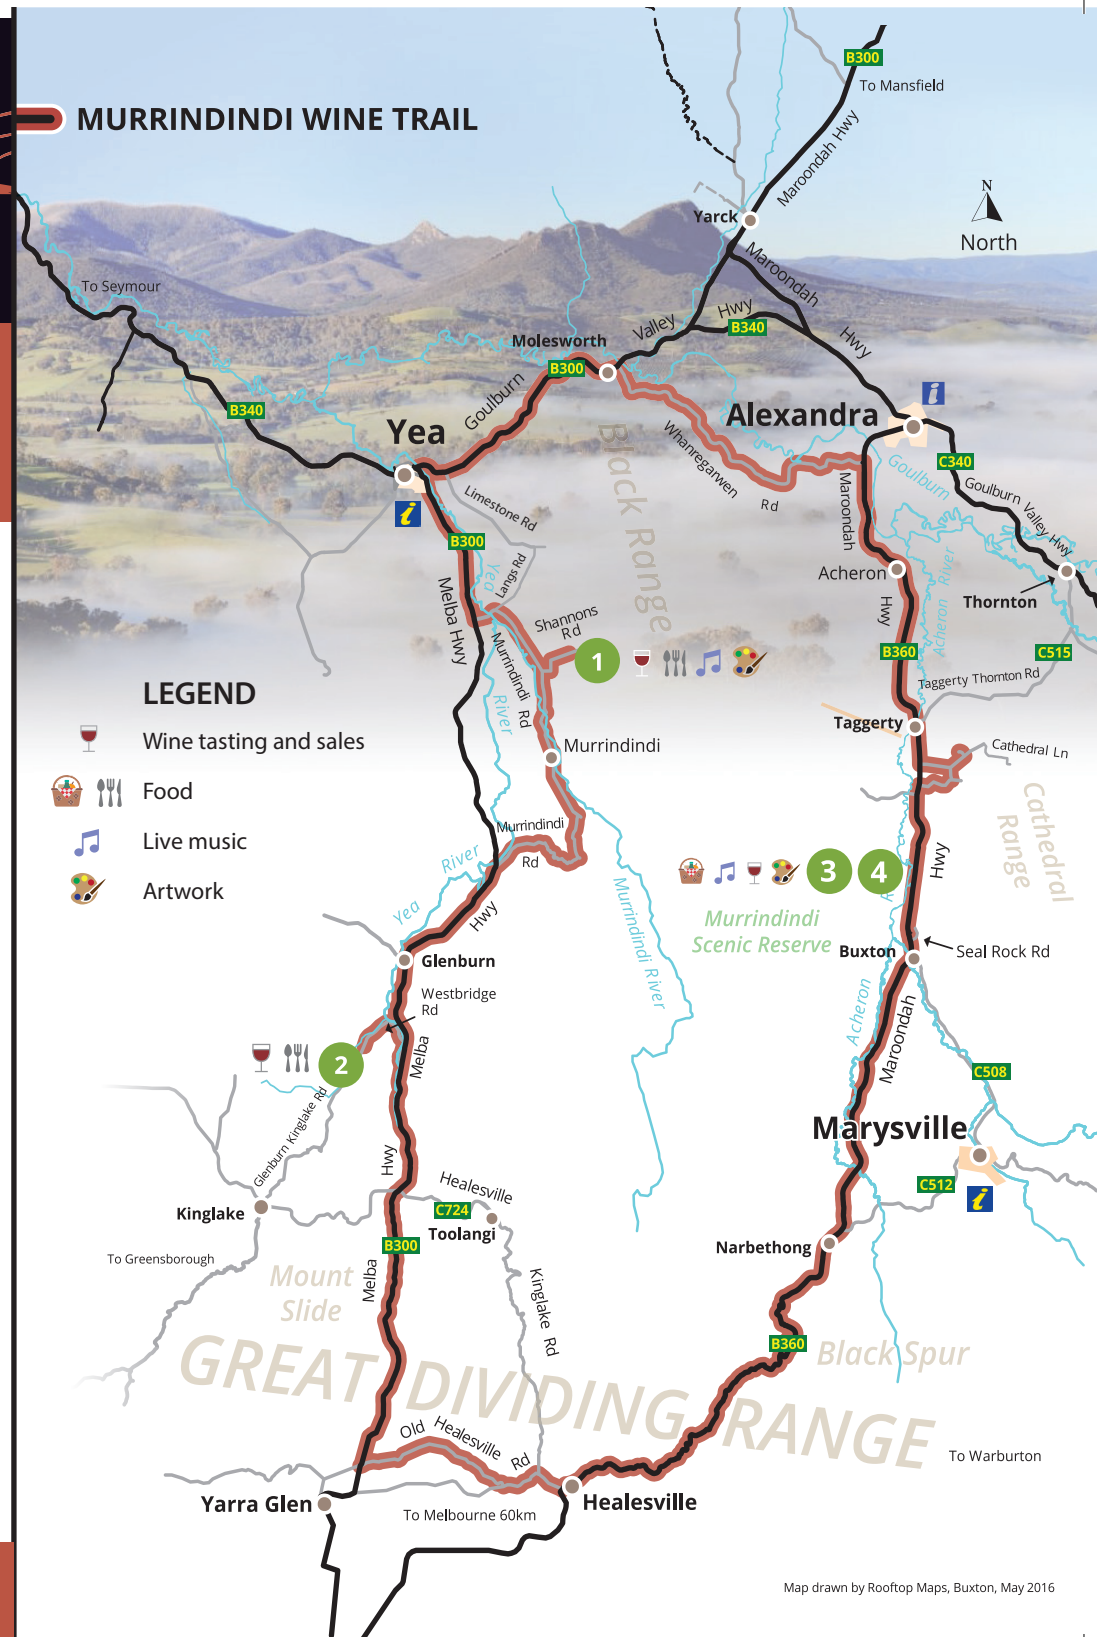 B300
To Mansfield
MURRINDINDI WINE TRAIL
Maroondah Hwy
N
North
Yarck
Maroondah
Hwy
To Seymour
Valley
Hwy
B340
Molesworth
B300
Goulburn
B340
Yea
Alexandra
i
Whanregarwen
Rd
Black Range
C340
Goulburn
Goulburn Valley Hwy
Limestone Rd
i
B300
Yea
Langs Rd
Maroondah
Acheron
Hwy
Acheron River
Thornton
Melba Hwy
Shannons
Rd
1
Murrindindi Rd
River
B360
C515
Taggerty Thornton Rd
LEGEND
Wine tasting and sales
Food
Live music
Artwork
Taggerty
Murrindindi
Cathedral Ln
Cathedral
Range
Murrindindi
Rd
River
Yea
Hwy
3
4
Hwy
Murrindindi River
Murrindindi
Scenic Reserve
Buxton
Seal Rock Rd
Glenburn
Westbridge
Rd
2
Melba
Acheron
R
Maroondah
C508
Glenburn Kinglake Rd
Marysville
Hwy
C512
i
Kinglake
Healesville
C724
Toolangi
Narbethong
B300
To Greensborough
Mount
Slide
Melba
Kinglake Rd
B360
Black Spur
GREAT DIVIDING RANGE
Old Healesville Rd
To Warburton
Yarra Glen
Healesville
To Melbourne 60km
Map drawn by Rooftop Maps, Buxton, May 2016